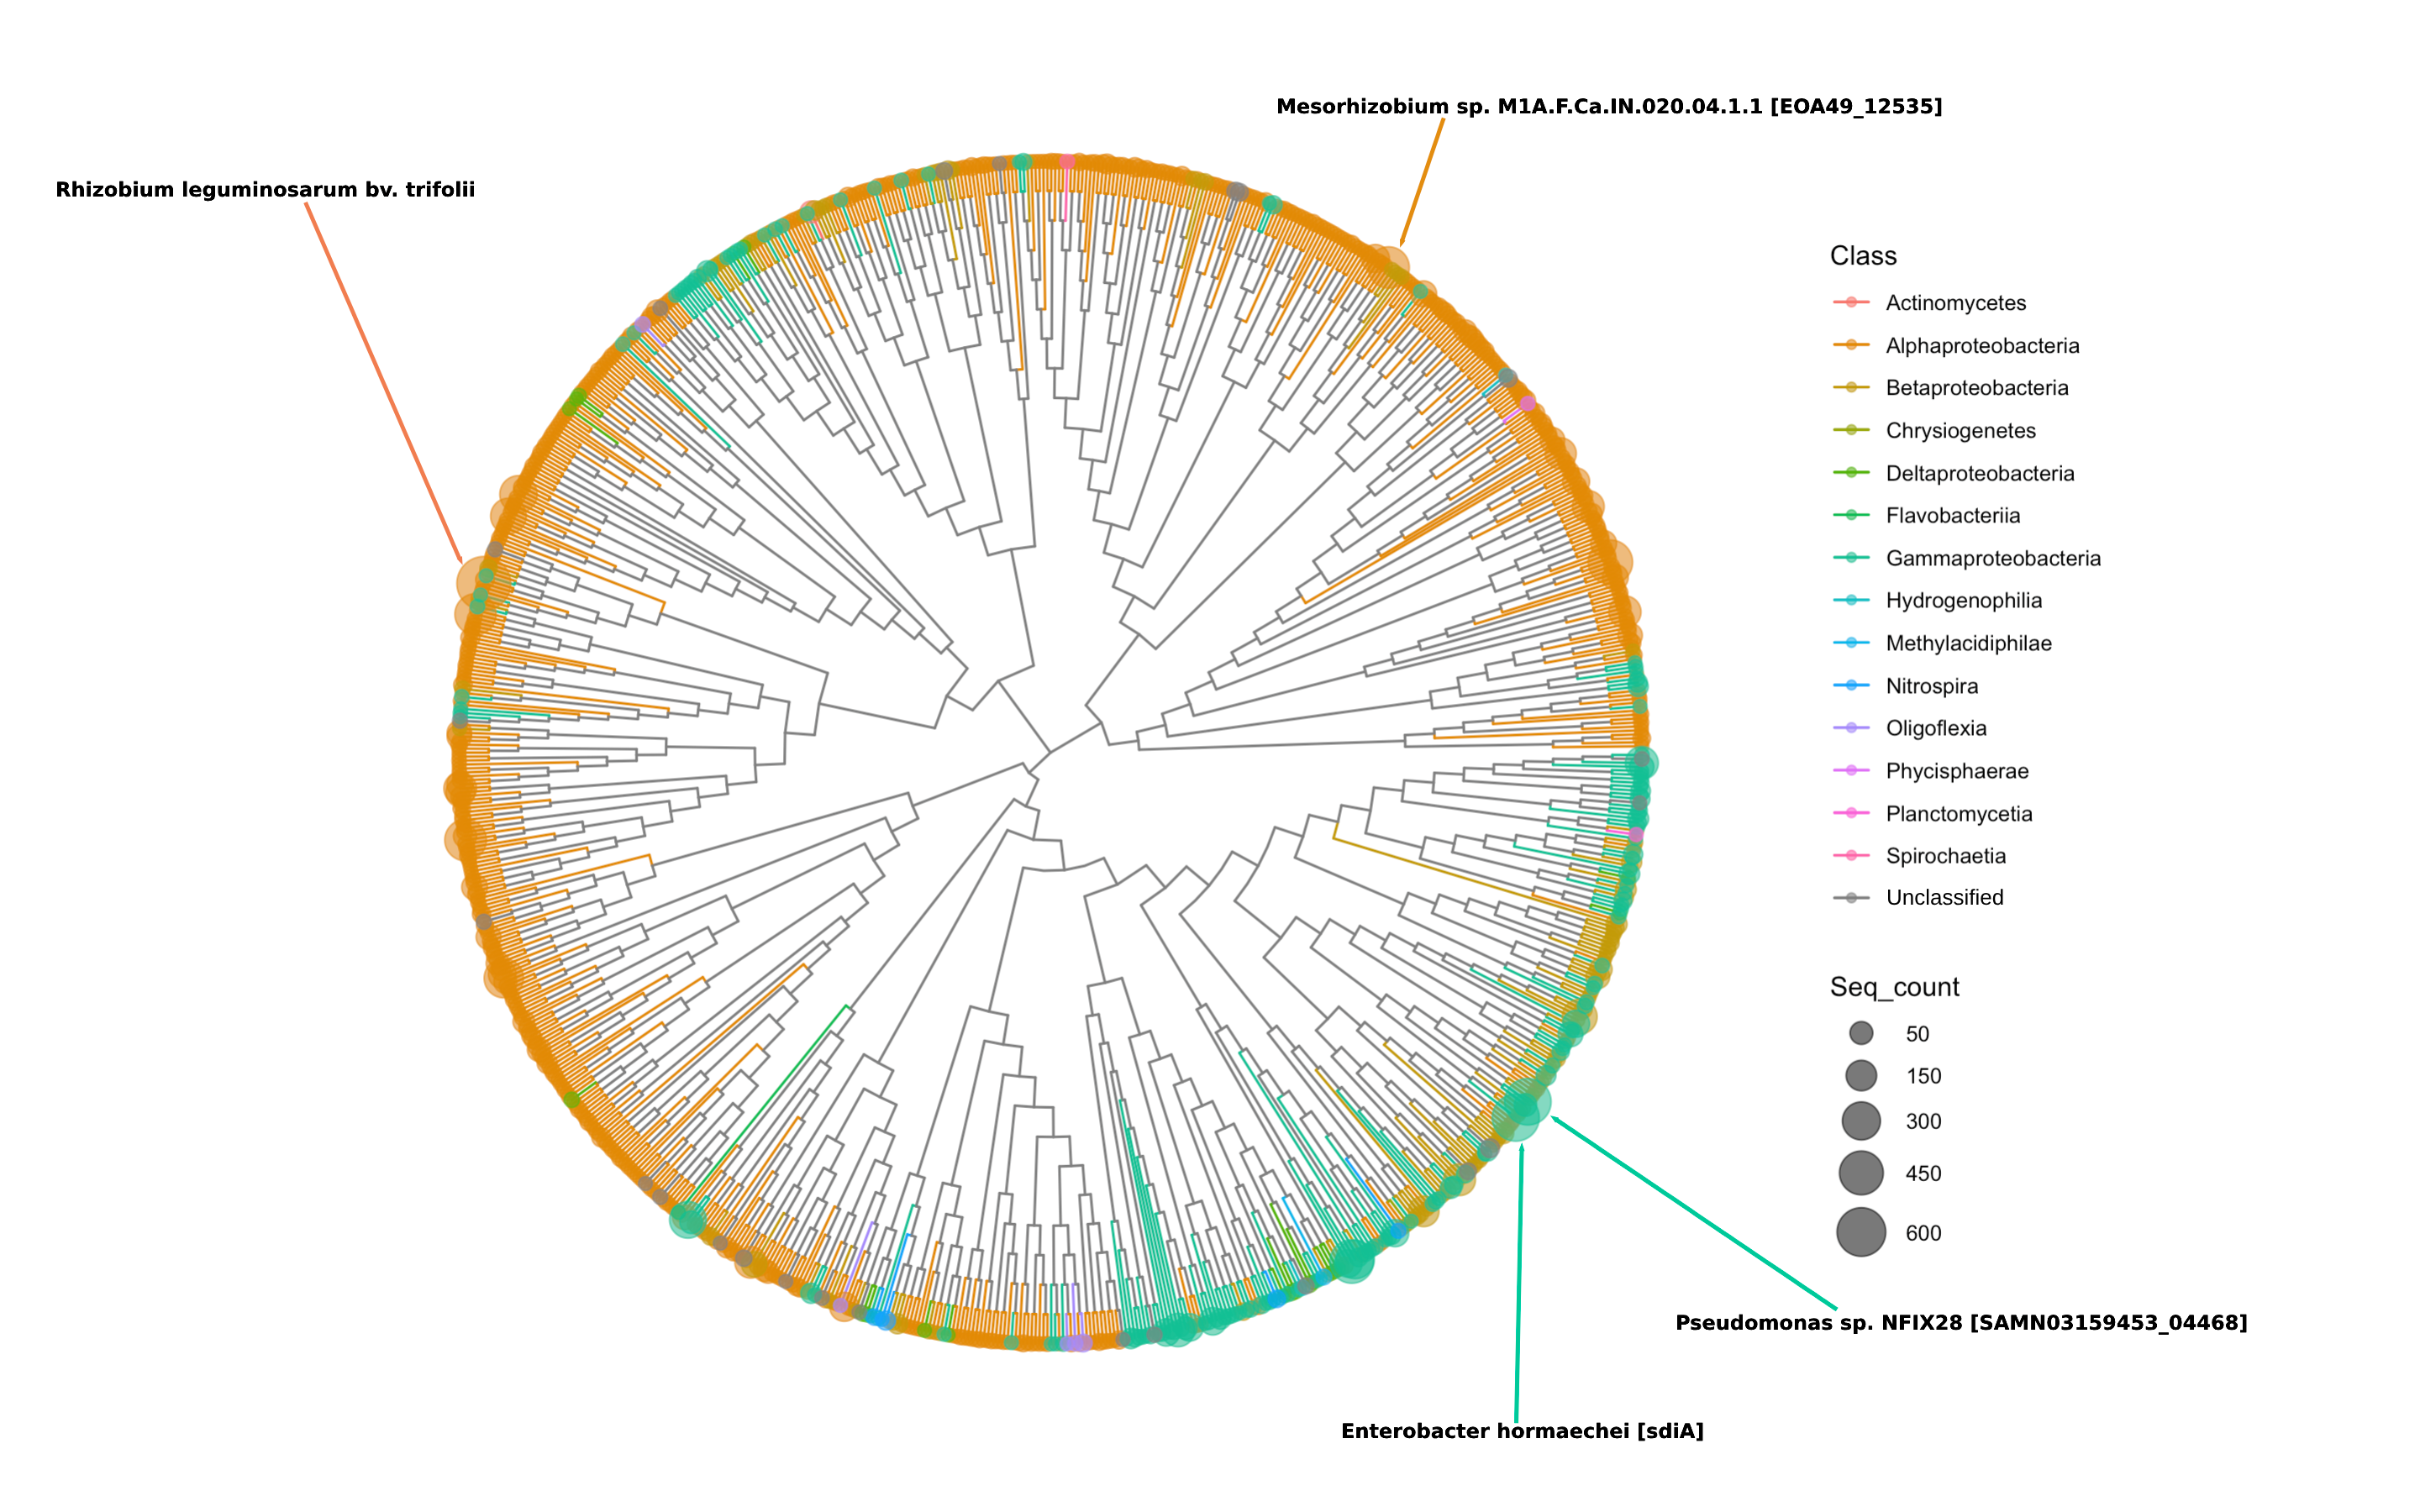 Mesorhizobium sp. M1A.F.Ca.IN.020.04.1.1 [EOA49_12535]
Rhizobium leguminosarum bv. trifolii
Class
Actinomycetes
Alphaproteobacteria
Betaproteobacteria
Chrysiogenetes
Deltaproteobacteria
Flavobacteriia
Gammaproteobacteria
Hydrogenophilia
Methylacidiphilae
Nitrospira
Oligoflexia
Phycisphaerae
Planctomycetia
Spirochaetia
Unclassified
Seq_count
50
150
300
450
600
Pseudomonas sp. NFIX28 [SAMN03159453_04468]
Enterobacter hormaechei [sdiA]